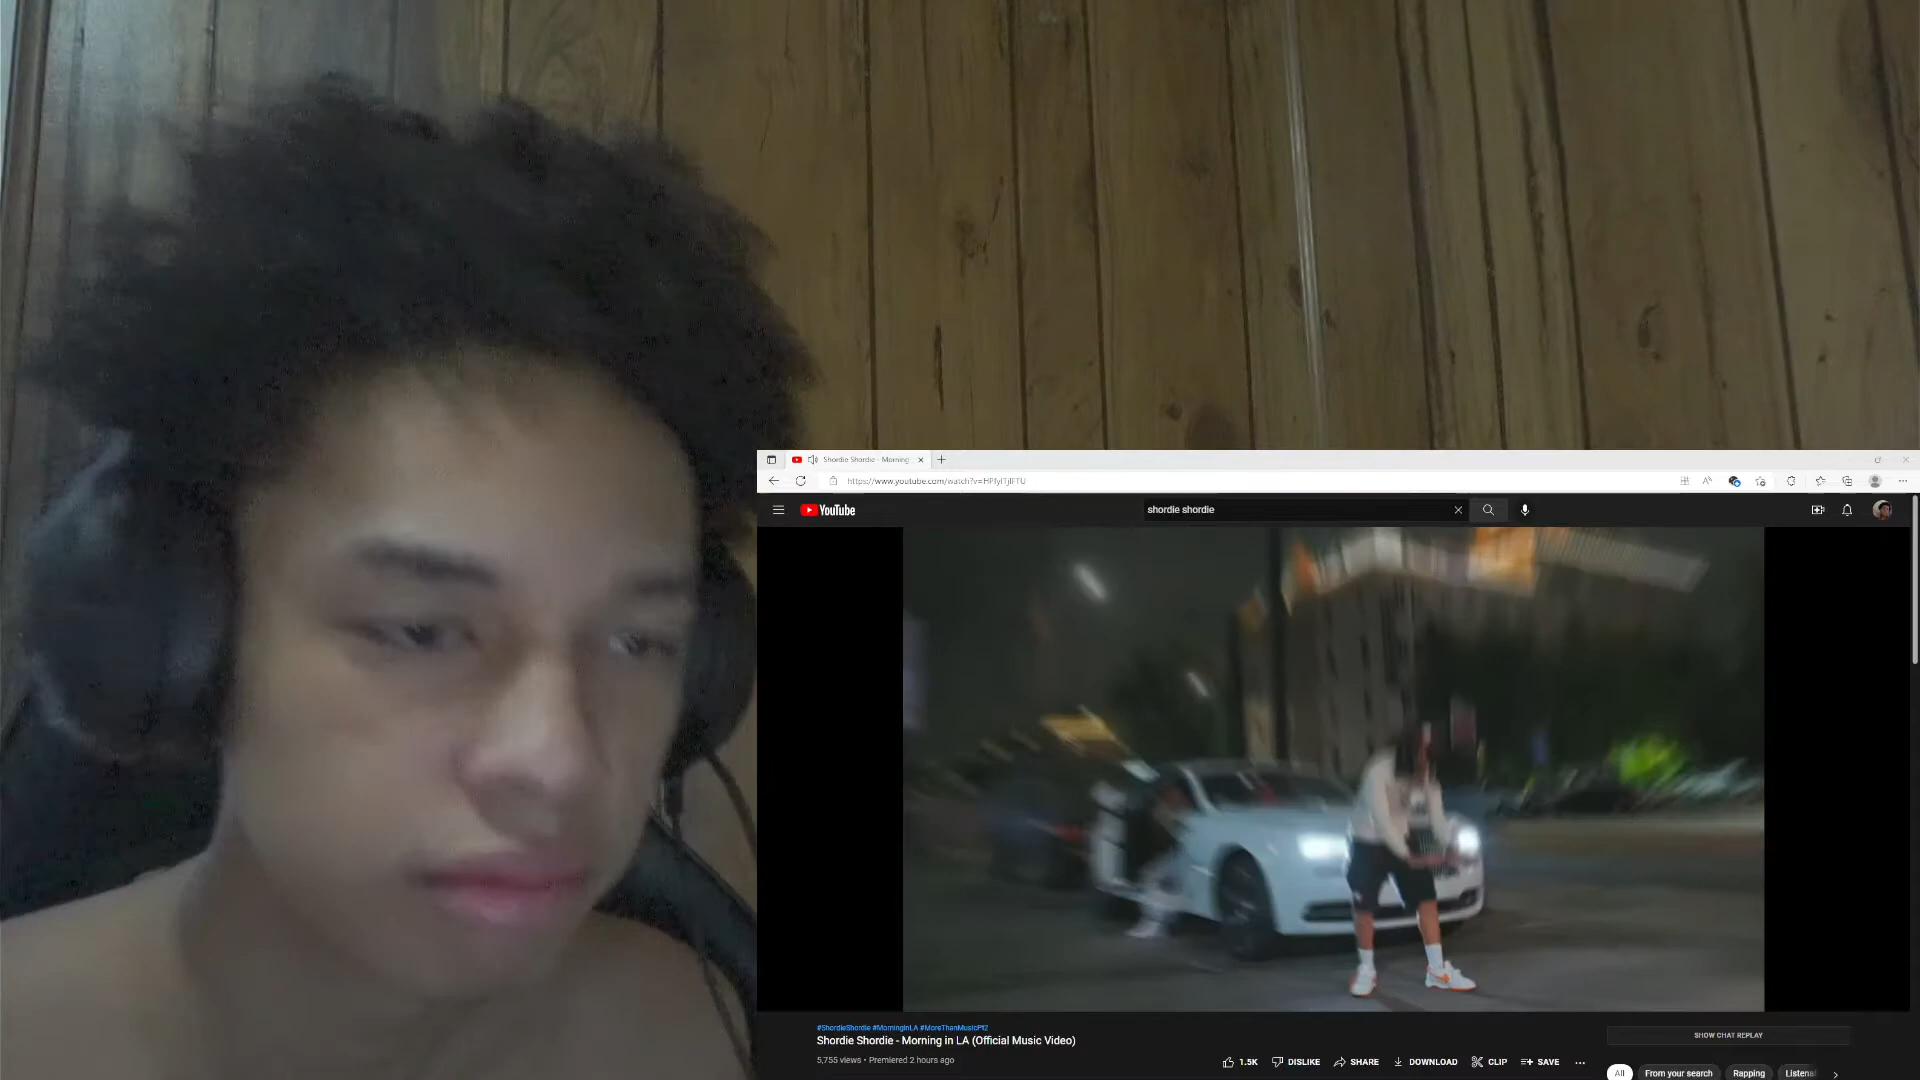 Shordie Shordie - Morning
https://www.youtube.com/watch?v=HPfyITjlFTU
YouTube
shordie shordie
#ShordieShordie #MorningInLA #MoreThanMusicPt2
Shordie Shordie - Morning in LA (Official Music Video)
5,755 views • Premiered 2 hours ago
1.5K DISLIKE SHARE DOWNLOAD CLIP SAVE
SHOW CHAT REPLAY
All From your search Rapping Listena